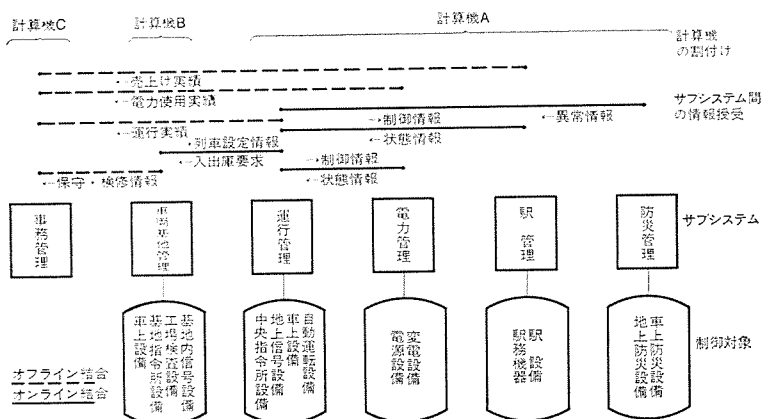 計算機C
計算機B
計算機A
計算機
の割付け
←売上げ実績
←電力使用実績
サブシステム間
の情報授受
→制御情報
←異常情報
←運行実績
←状態情報
→列車設定情報
←入出庫要求
→制御情報
←保守・検修情報
←状態情報
事務管理
車両基地管理
運行管理
電力管理
駅管理
防災管理
サブシステム
基地内信号設備
工場検査設備
基地指令所設備
車上設備
自動運転設備
車上設備
地上信号設備
中央指令所設備
変電設備
電源設備
駅設備
駅務機器
車上防災設備
地上防災設備
制御対象
オフライン結合
オンライン結合